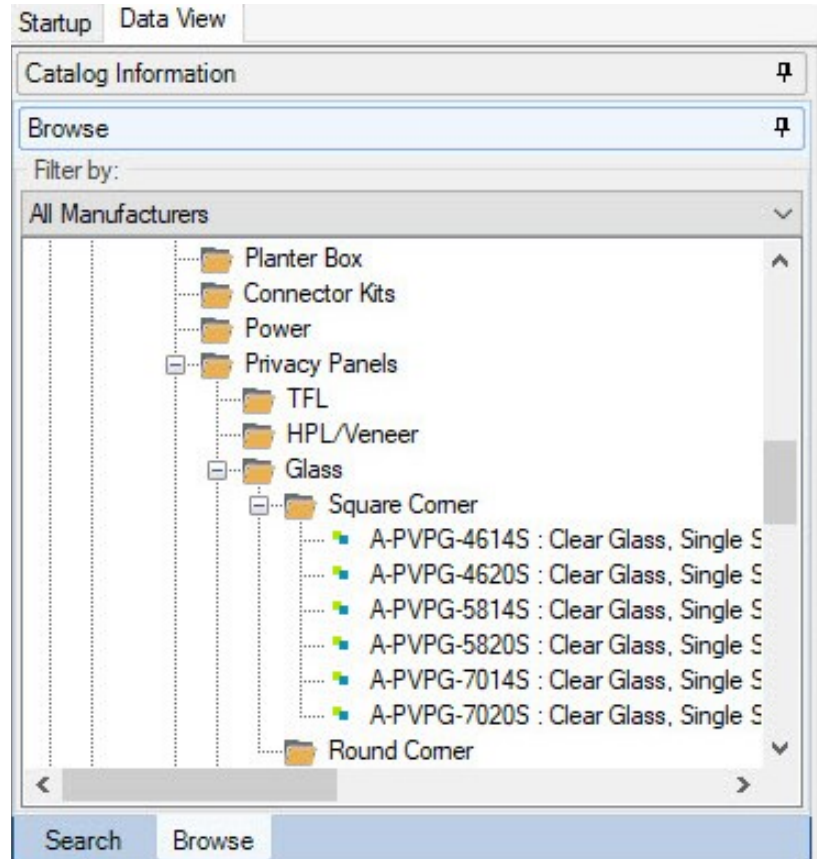 Startup Data View
Catalog Information
Browse
Filter by:
All Manufacturers
Planter Box
Connector Kits
Power
Privacy Panels
TFL
HPL/Veneer
Glass
Square Corner
A-PVPG-4614S : Clear Glass, Single S
A-PVPG-4620S : Clear Glass, Single S
A-PVPG-5814S : Clear Glass, Single S
A-PVPG-5820S : Clear Glass, Single S
A-PVPG-7014S : Clear Glass, Single S
A-PVPG-7020S : Clear Glass, Single S
Round Corner
Search Browse